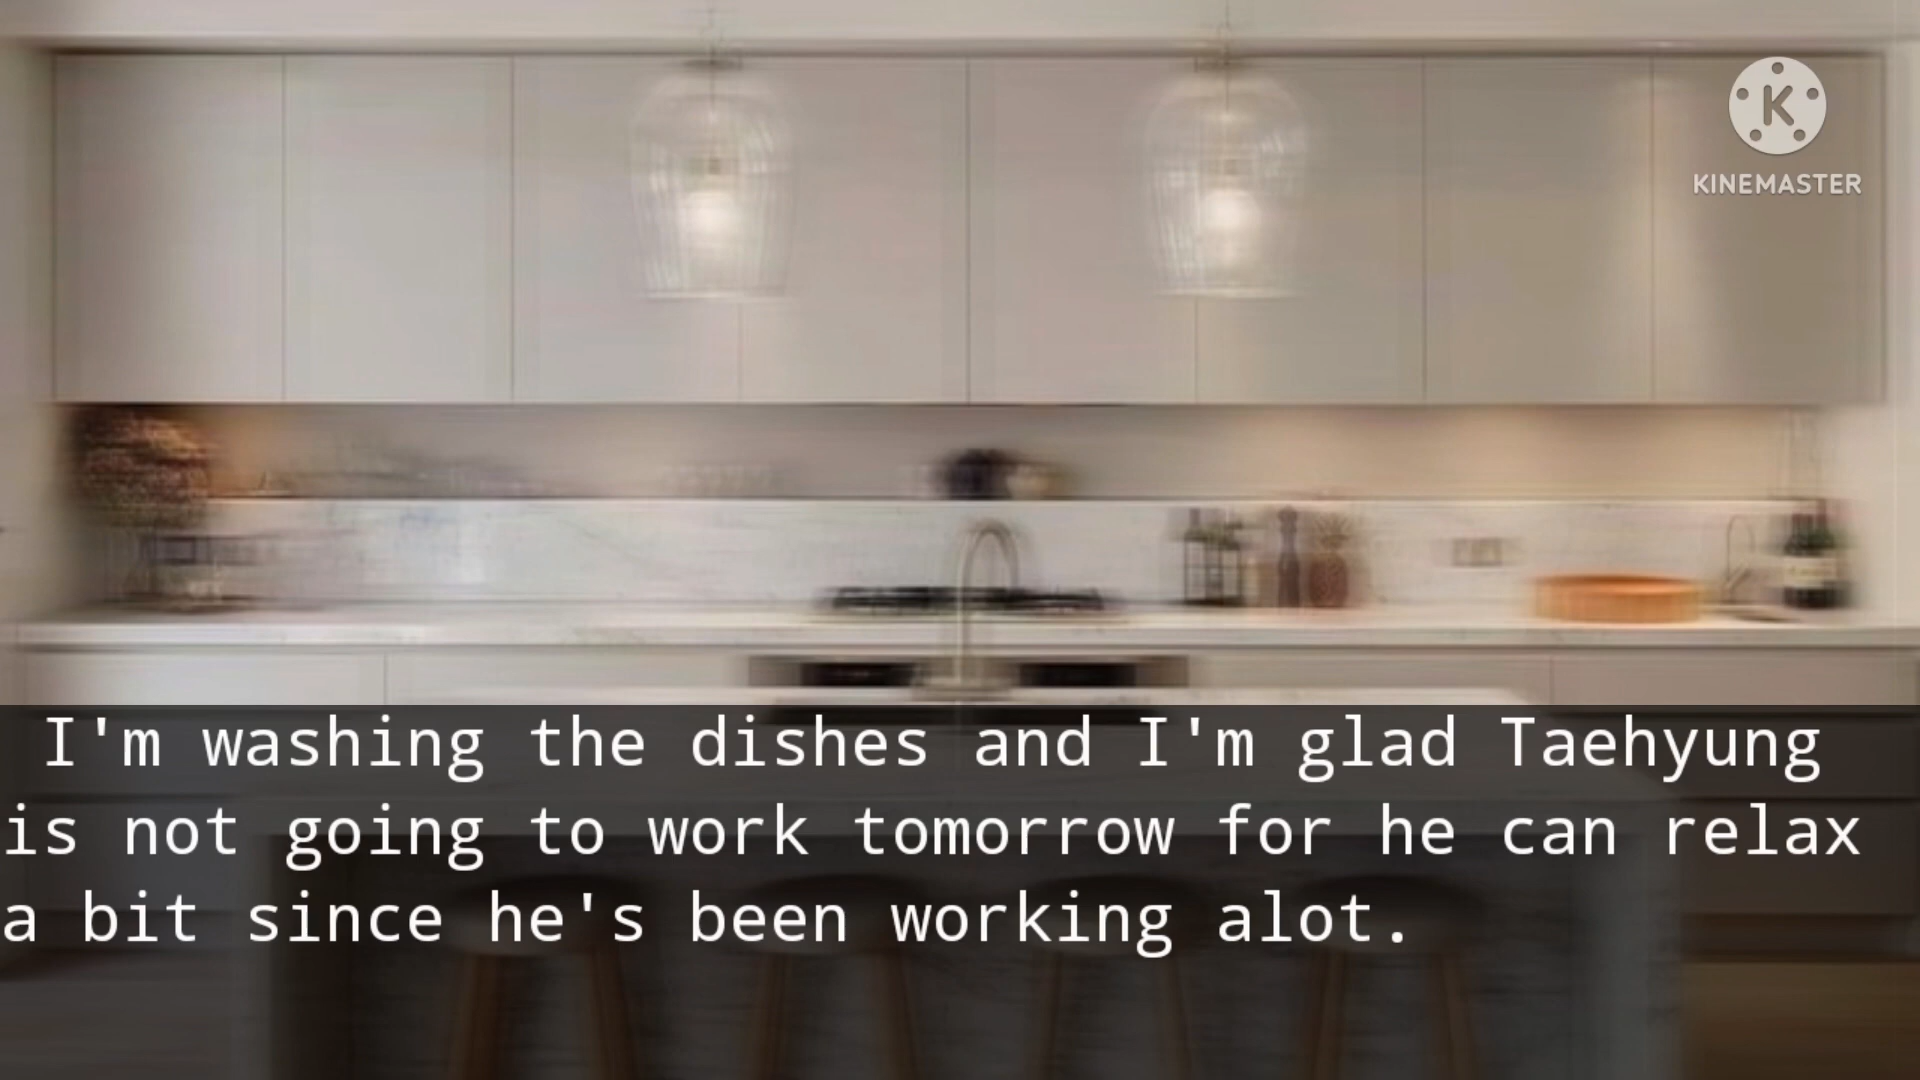 KINEMASTER
I'm washing the dishes and I'm glad Taehyung
is not going to work tomorrow for he can relax
a bit since he's been working alot.